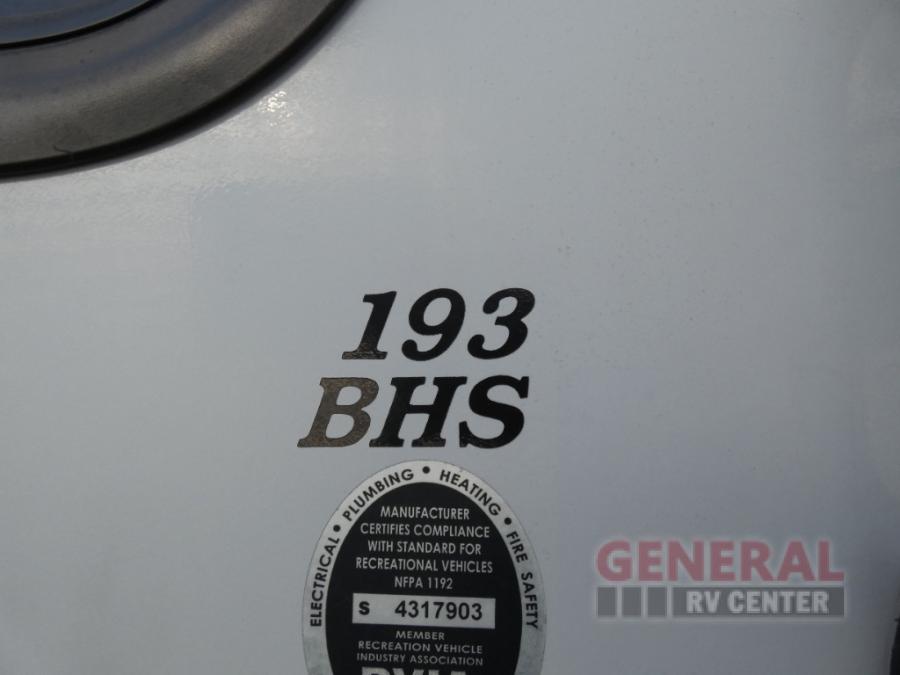 193
BHS
ELECTRICAL • PLUMBING • HEATING • FIRE SAFETY
MANUFACTURER
CERTIFIES COMPLIANCE
WITH STANDARD FOR
RECREATIONAL VEHICLES
NFPA 1192
S 4317903
MEMBER
RECREATION VEHICLE
INDUSTRY ASSOCIATION
GENERAL
RV CENTER